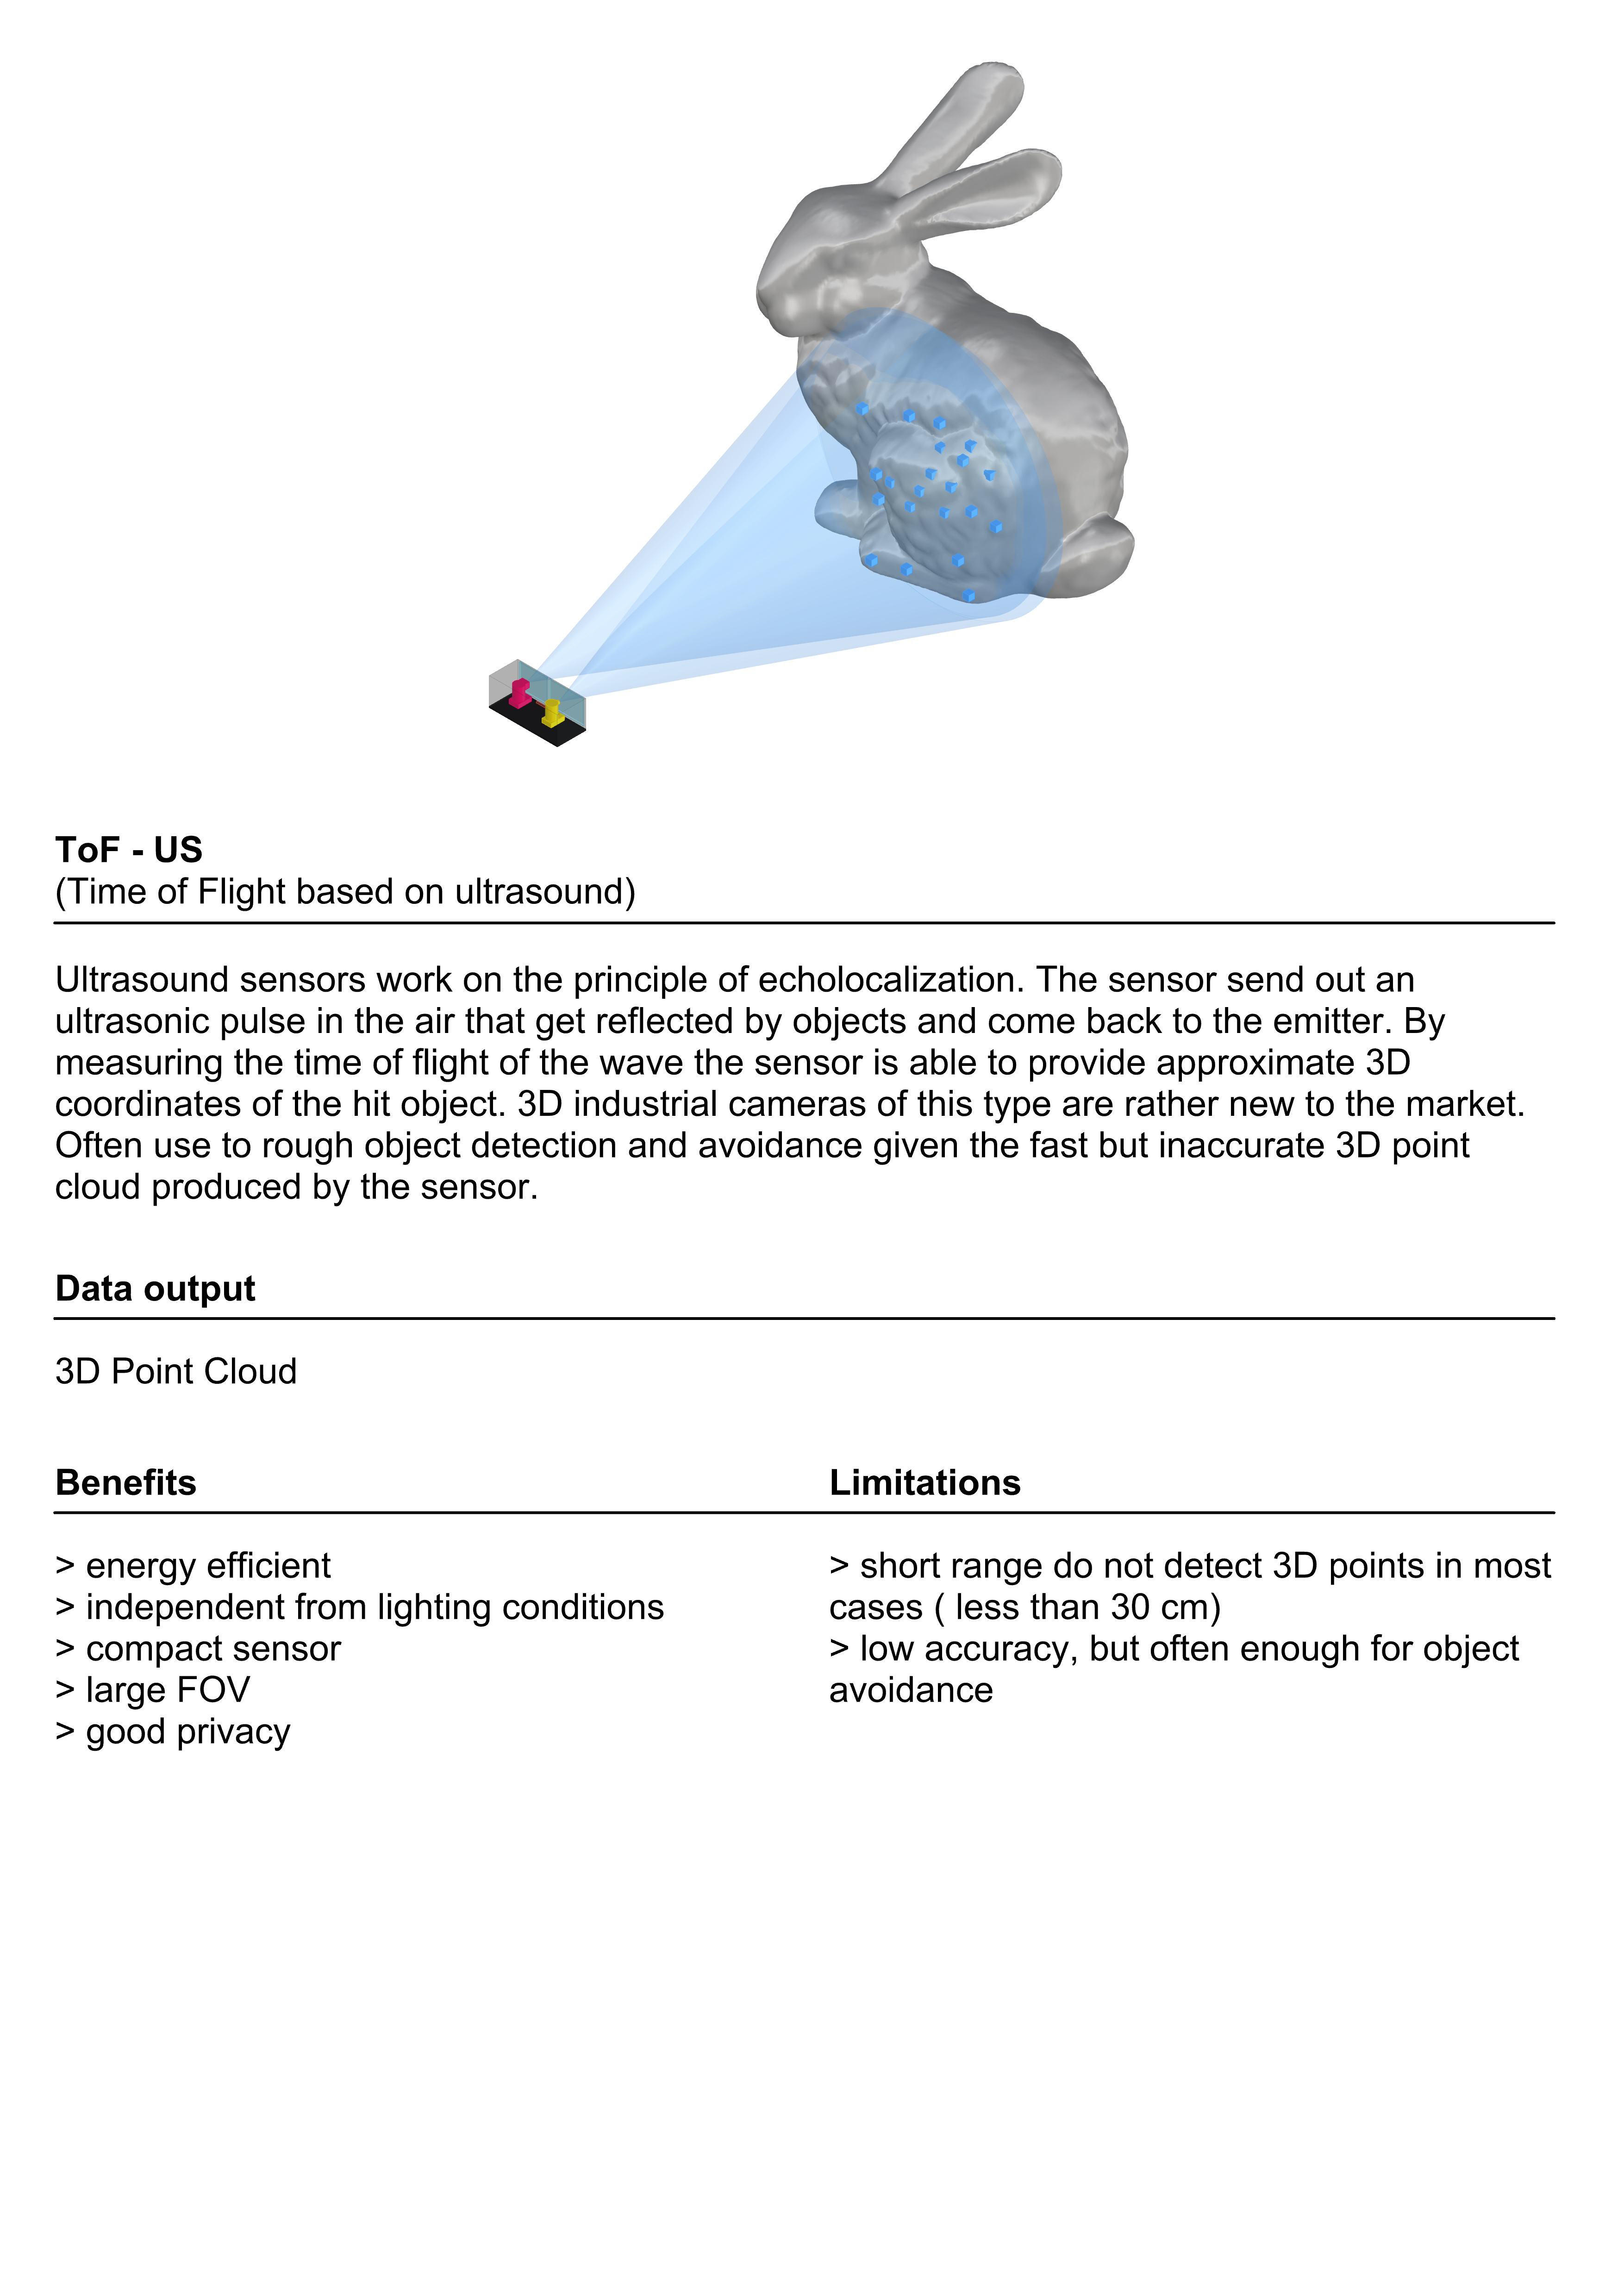 ToF - US
(Time of Flight based on ultrasound)
Ultrasound sensors work on the principle of echolocalization. The sensor send out an
ultrasonic pulse in the air that get reflected by objects and come back to the emitter. By
measuring the time of flight of the wave the sensor is able to provide approximate 3D
coordinates of the hit object. 3D industrial cameras of this type are rather new to the market.
Often use to rough object detection and avoidance given the fast but inaccurate 3D point
cloud produced by the sensor.
Data output
3D Point Cloud
Benefits
> energy efficient
> independent from lighting conditions
> compact sensor
> large FOV
> good privacy
Limitations
> short range do not detect 3D points in most
cases ( less than 30 cm)
> low accuracy, but often enough for object
avoidance